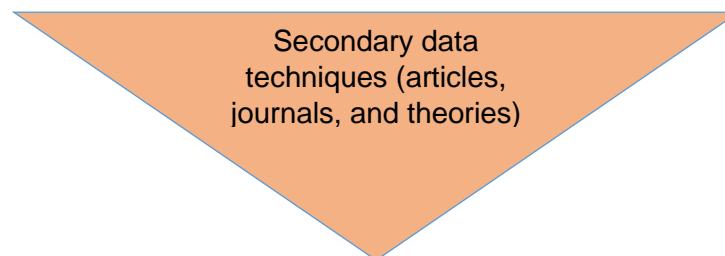 Secondary data
techniques (articles,
journals, and theories)